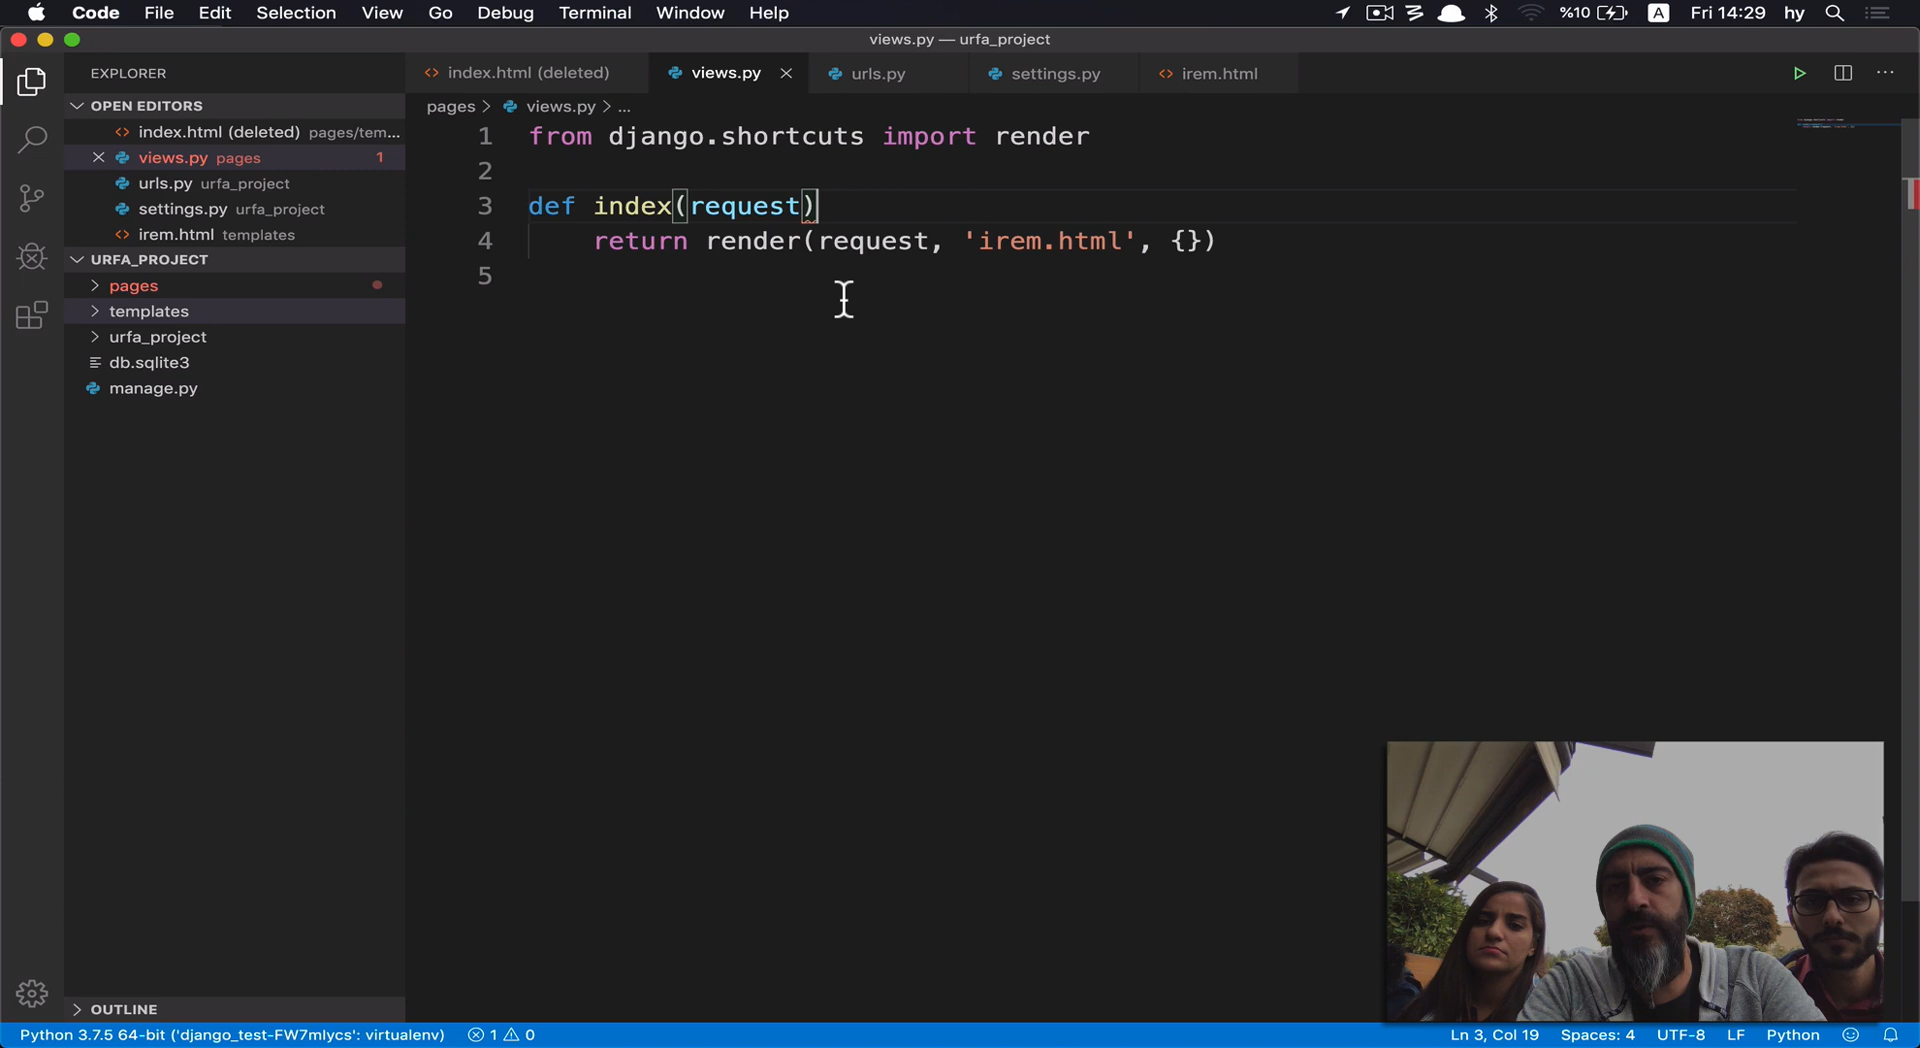 Code File Edit Selection View Go Debug Terminal Window Help %10 A Fri 14:29 hy
views.py — urfa_project
EXPLORER
index.html (deleted) views.py urls.py settings.py irem.html
OPEN EDITORS
index.html (deleted) pages/tem...
views.py pages 1
urls.py urfa_project
settings.py urfa_project
irem.html templates
URFA_PROJECT
pages
templates
urfa_project
db.sqlite3
manage.py
OUTLINE
pages > views.py > ...
1 from django.shortcuts import render
2
3 def index(request)
4 return render(request, 'irem.html', {})
5
Python 3.7.5 64-bit ('django_test-FW7mlycs': virtualenv) 1 0 Ln 3, Col 19 Spaces: 4 UTF-8 LF Python